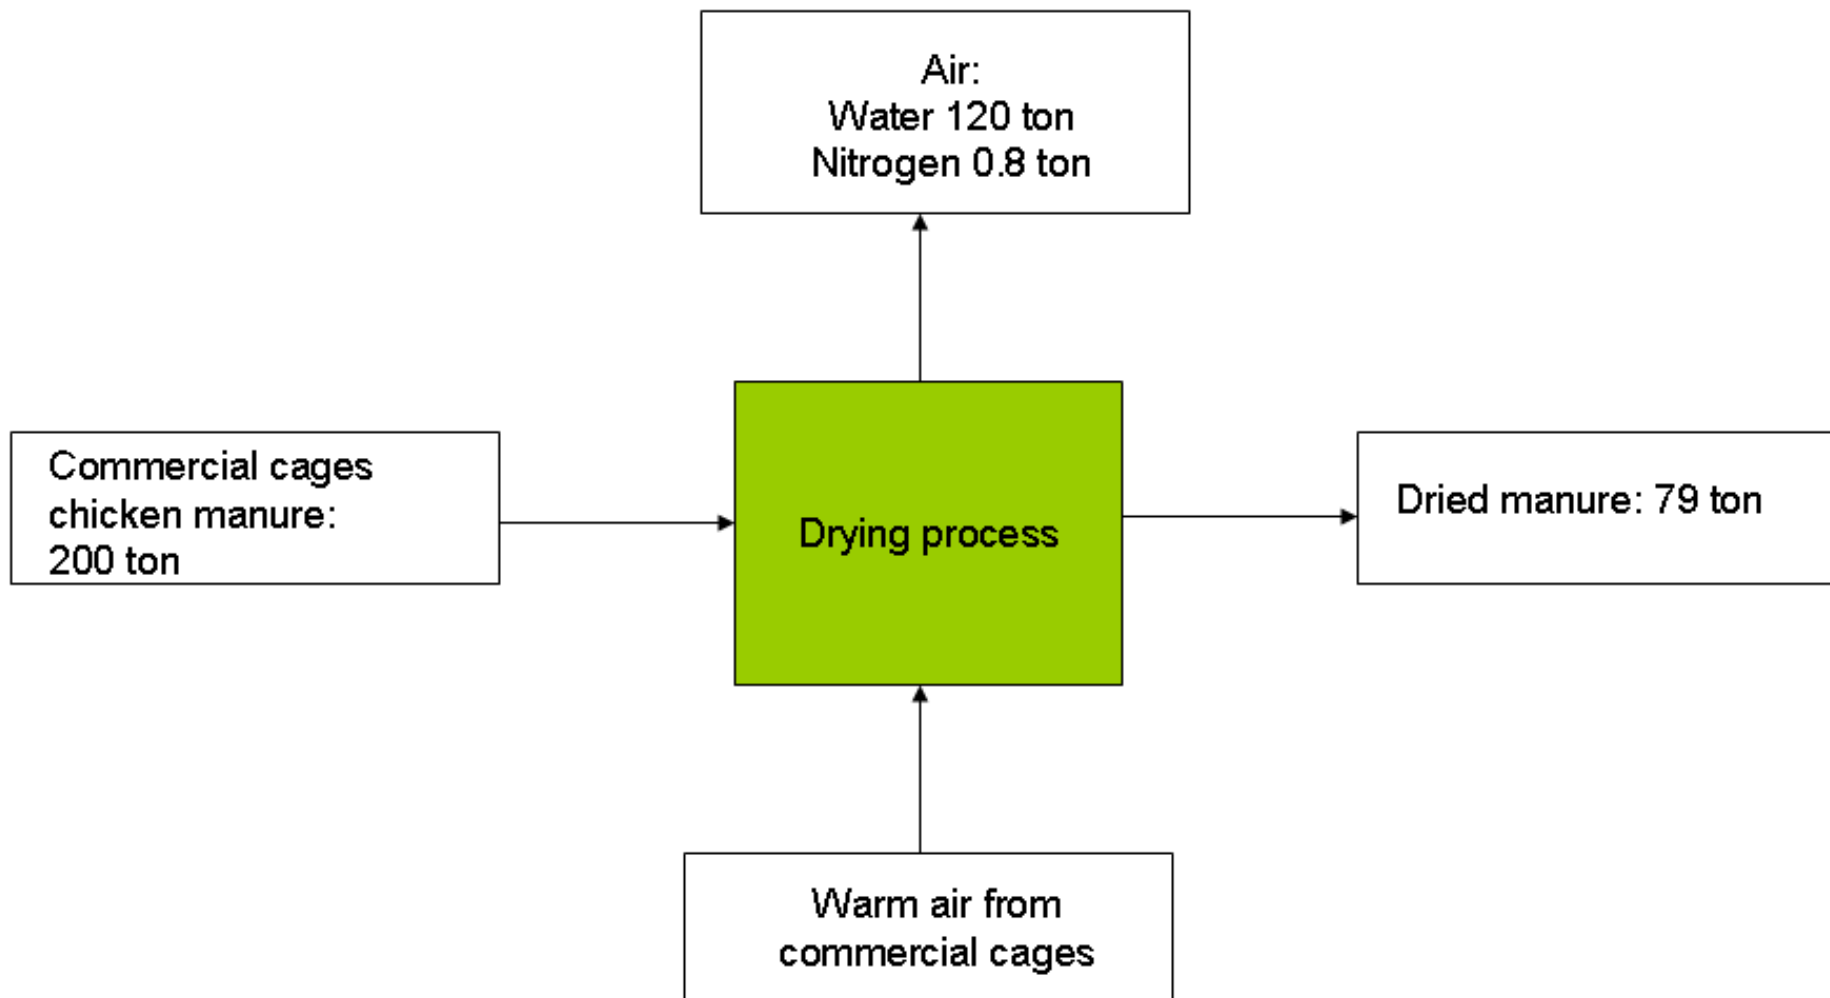 Air:
Water 120 ton
Nitrogen 0.8 ton
Commercial cages
chicken manure:
200 ton
Drying process
Dried manure: 79 ton
Warm air from
commercial cages